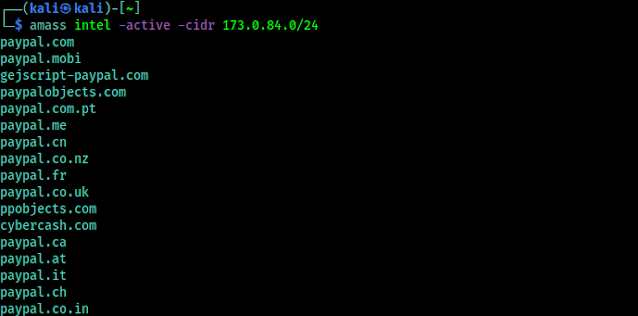 ┌──(kali㉿kali)-[~]
└─$ amass intel -active -cidr 173.0.84.0/24
paypal.com
paypal.mobi
gejscript-paypal.com
paypalobjects.com
paypal.com.pt
paypal.me
paypal.cn
paypal.co.nz
paypal.fr
paypal.co.uk
ppobjects.com
cybercash.com
paypal.ca
paypal.at
paypal.it
paypal.ch
paypal.co.in